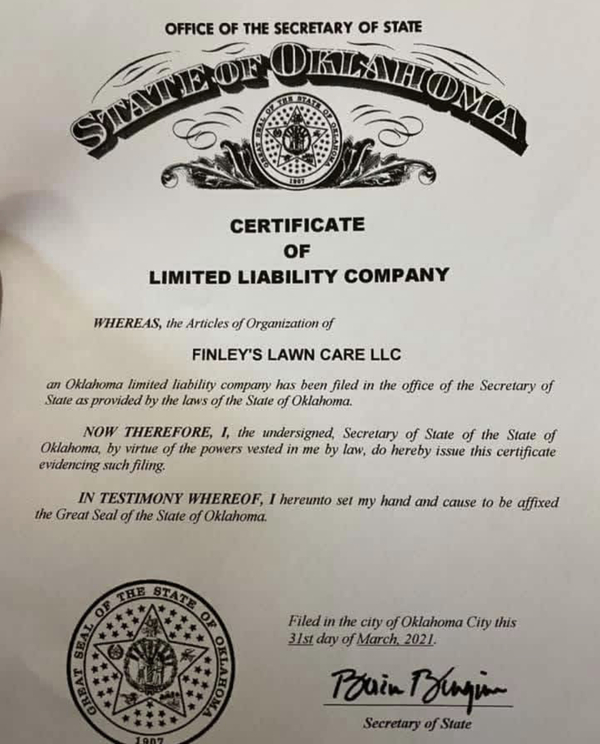 OFFICE OF THE SECRETARY OF STATE
STATE OF OKLAHOMA
GREAT SEAL OF THE STATE OF OKLAHOMA
1907
CERTIFICATE
OF
LIMITED LIABILITY COMPANY
WHEREAS, the Articles of Organization of
FINLEY'S LAWN CARE LLC
an Oklahoma limited liability company has been filed in the office of the Secretary of
State as provided by the laws of the State of Oklahoma.
NOW THEREFORE, I, the undersigned, Secretary of State of the State of
Oklahoma, by virtue of the powers vested in me by law, do hereby issue this certificate
evidencing such filing.
IN TESTIMONY WHEREOF, I hereunto set my hand and cause to be affixed
the Great Seal of the State of Oklahoma.
GREAT SEAL OF THE STATE OF OKLAHOMA
1907
Filed in the city of Oklahoma City this
31st day of March, 2021.
Secretary of State